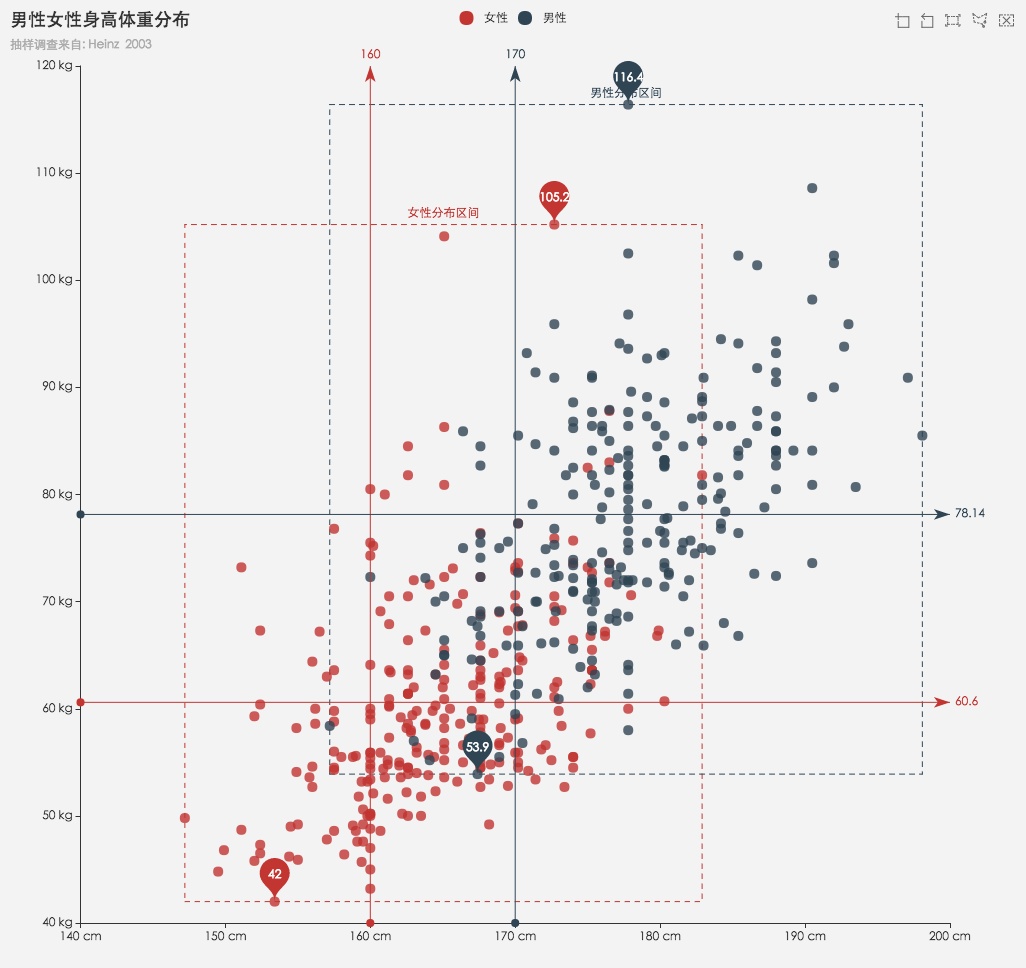 男性女性身高体重分布
女性 男性
抽样调查来自: Heinz 2003
160
170
120 kg
116.4
男性分布区间
110 kg
105.2
女性分布区间
100 kg
90 kg
80 kg
78.14
70 kg
60 kg
60.6
53.9
50 kg
42
40 kg
140 cm
150 cm
160 cm
170 cm
180 cm
190 cm
200 cm